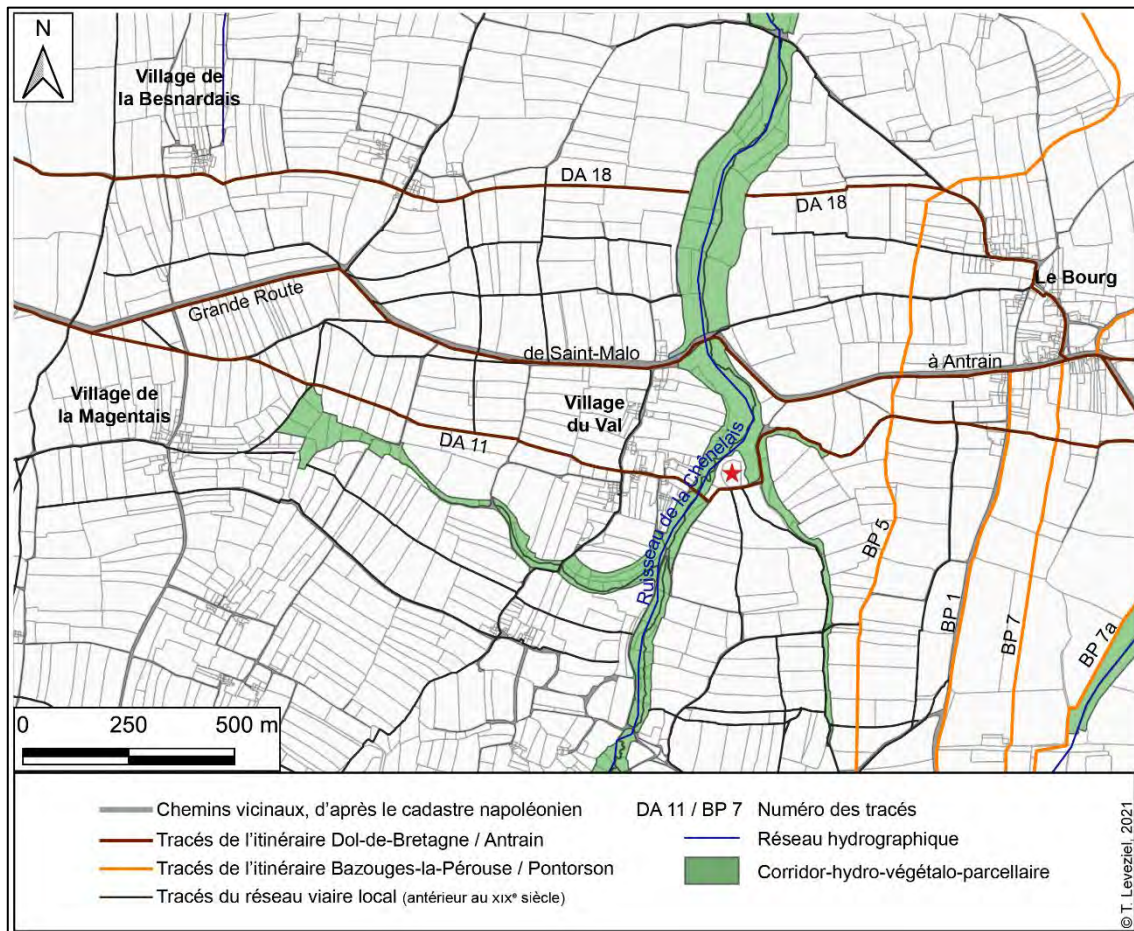 N
Village de
la Besnardais
DA 18
DA 18
Le Bourg
Grande Route
de Saint-Malo
à Antrain
Village de
la Magentais
Village
du Val
DA 11
Ruisseau de la Chênelais
BP 5
BP 1
BP 7
BP 7a
0 250 500 m
Chemins vicinaux, d'après le cadastre napoléonien
Tracés de l'itinéraire Dol-de-Bretagne / Antrain
Tracés de l'itinéraire Bazouges-la-Pérouse / Pontorson
Tracés du réseau viaire local (antérieur au XIXe siècle)
DA 11 / BP 7 Numéro des tracés
Réseau hydrographique
Corridor-hydro-végétalo-parcellaire
© T. Leveziel, 2021